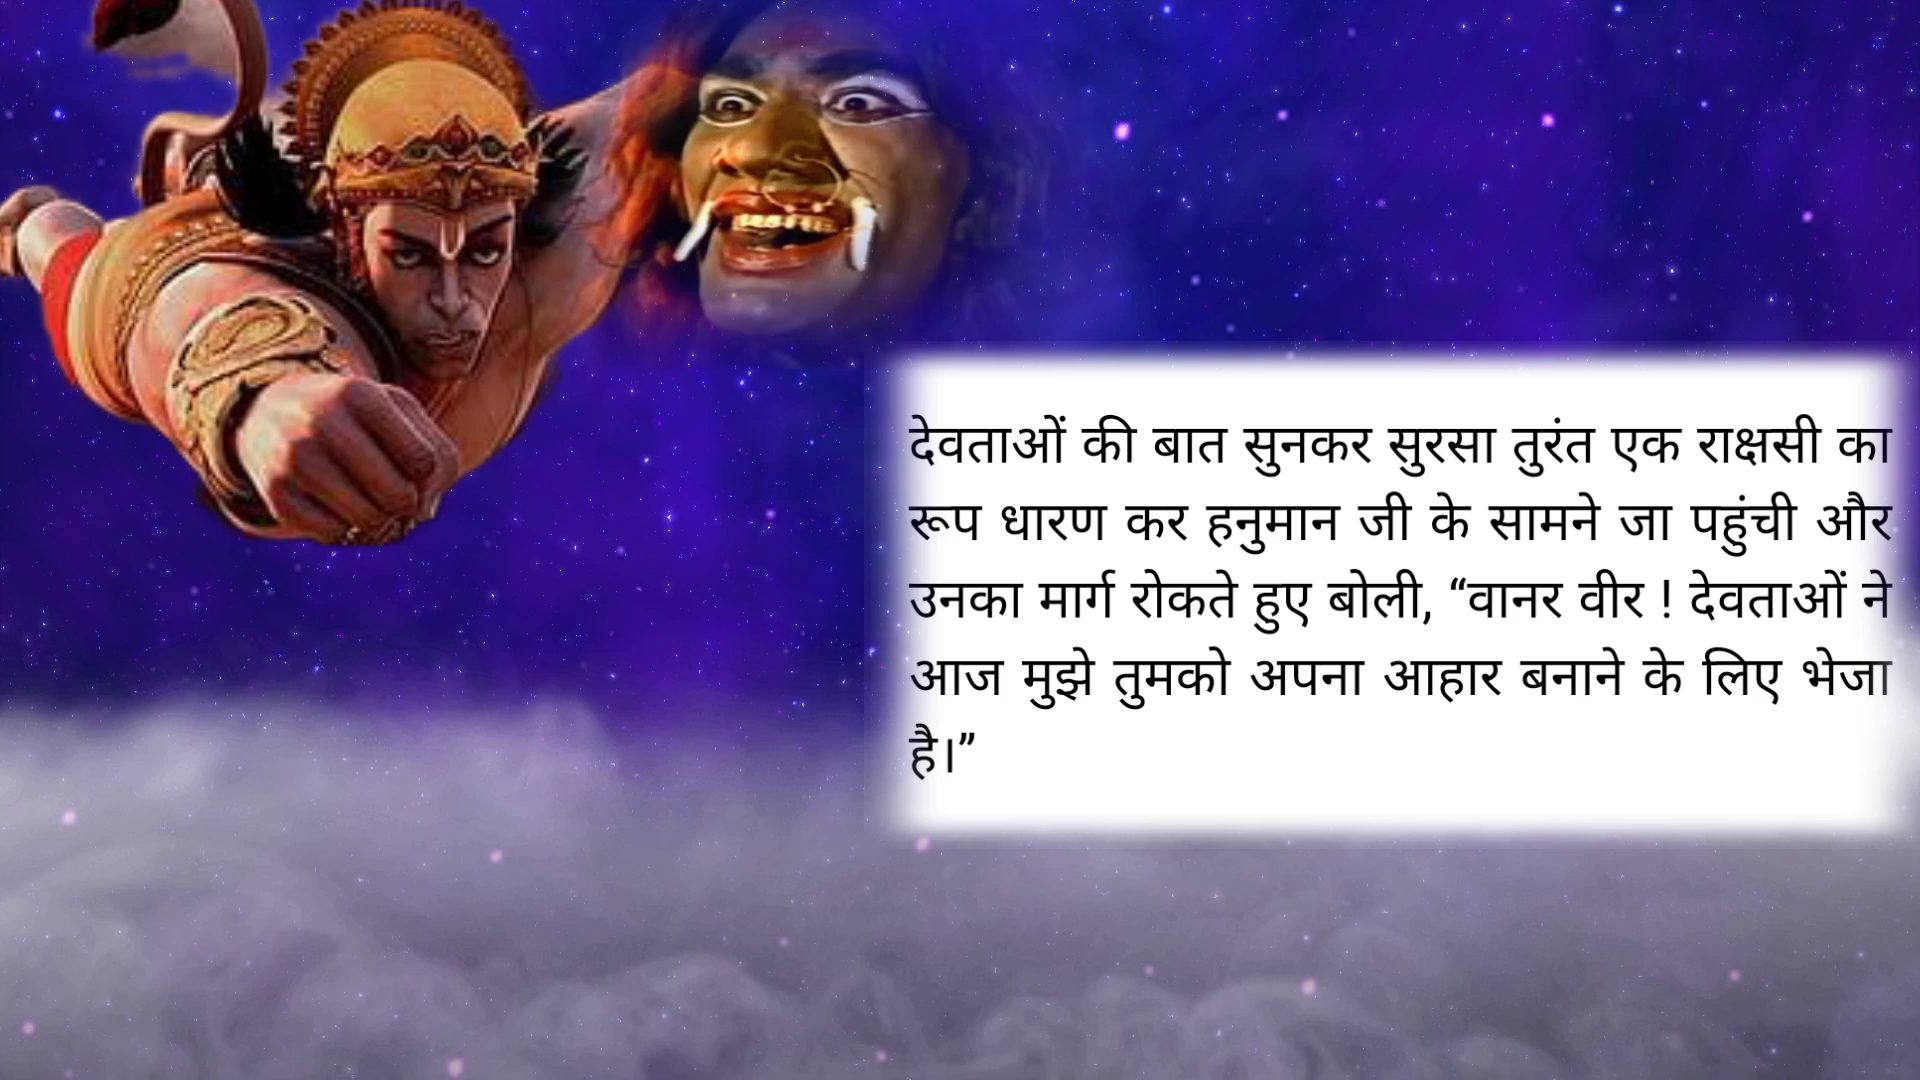 देवताओं की बात सुनकर सुरसा तुरंत एक राक्षसी का
रूप धारण कर हनुमान जी के सामने जा पहुंची और
उनका मार्ग रोकते हुए बोली, “वानर वीर ! देवताओं ने
आज मुझे तुमको अपना आहार बनाने के लिए भेजा
है।”